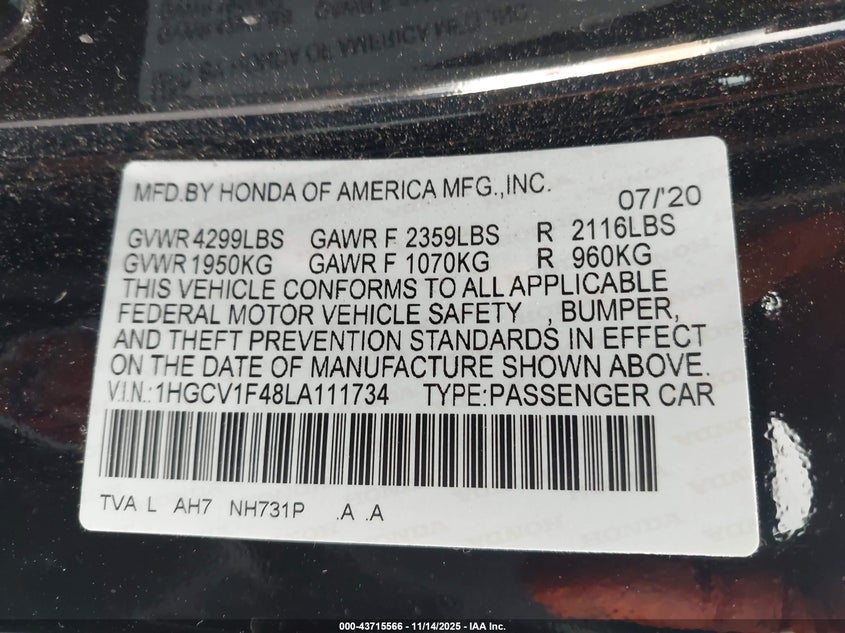 MFD.BY HONDA OF AMERICA MFG.,INC.
07/'20
GVWR 4299LBS GAWR F 2359LBS R 2116LBS
GVWR 1950KG GAWR F 1070KG R 960KG
THIS VEHICLE CONFORMS TO ALL APPLICABLE
FEDERAL MOTOR VEHICLE SAFETY , BUMPER,
AND THEFT PREVENTION STANDARDS IN EFFECT
ON THE DATE OF MANUFACTURE SHOWN ABOVE.
V.I.N.:1HGCV1F48LA111734 TYPE:PASSENGER CAR
TVA L AH7 NH731P .A .A
000-43715566 - 11/14/2025 - IAA Inc.